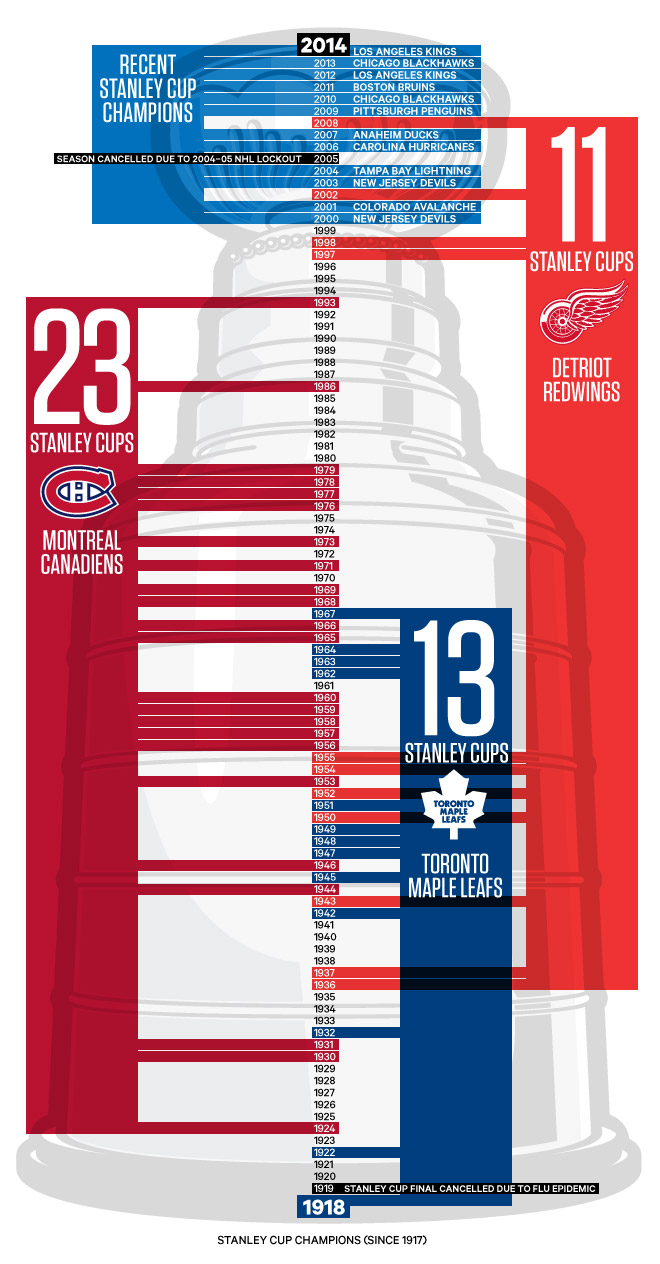 2014 LOS ANGELES KINGS
RECENT
STANLEY CUP
CHAMPIONS
2013 CHICAGO BLACKHAWKS
2012 LOS ANGELES KINGS
2011 BOSTON BRUINS
2010 CHICAGO BLACKHAWKS
2009 PITTSBURGH PENGUINS
2008
2007 ANAHEIM DUCKS
2006 CAROLINA HURRICANES
SEASON CANCELLED DUE TO 2004–05 NHL LOCKOUT 2005
2004 TAMPA BAY LIGHTNING
2003 NEW JERSEY DEVILS
2002
2001 COLORADO AVALANCHE
2000 NEW JERSEY DEVILS
11
STANLEY CUPS
DETRIOT
REDWINGS
1999
1998
1997
1996
1995
1994
1993
23
STANLEY CUPS
MONTREAL
CANADIENS
1992
1991
1990
1989
1988
1987
1986
1985
1984
1983
1982
1981
1980
1979
1978
1977
1976
1975
1974
1973
1972
1971
1970
1969
1968
1967
13
STANLEY CUPS
TORONTO
MAPLE
LEAFS
TORONTO
MAPLE LEAFS
1966
1965
1964
1963
1962
1961
1960
1959
1958
1957
1956
1955
1954
1953
1952
1951
1950
1949
1948
1947
1946
1945
1944
1943
1942
1941
1940
1939
1938
1937
1936
1935
1934
1933
1932
1931
1930
1929
1928
1927
1926
1925
1924
1923
1922
1921
1920
1919 STANLEY CUP FINAL CANCELLED DUE TO FLU EPIDEMIC
1918
STANLEY CUP CHAMPIONS (SINCE 1917)